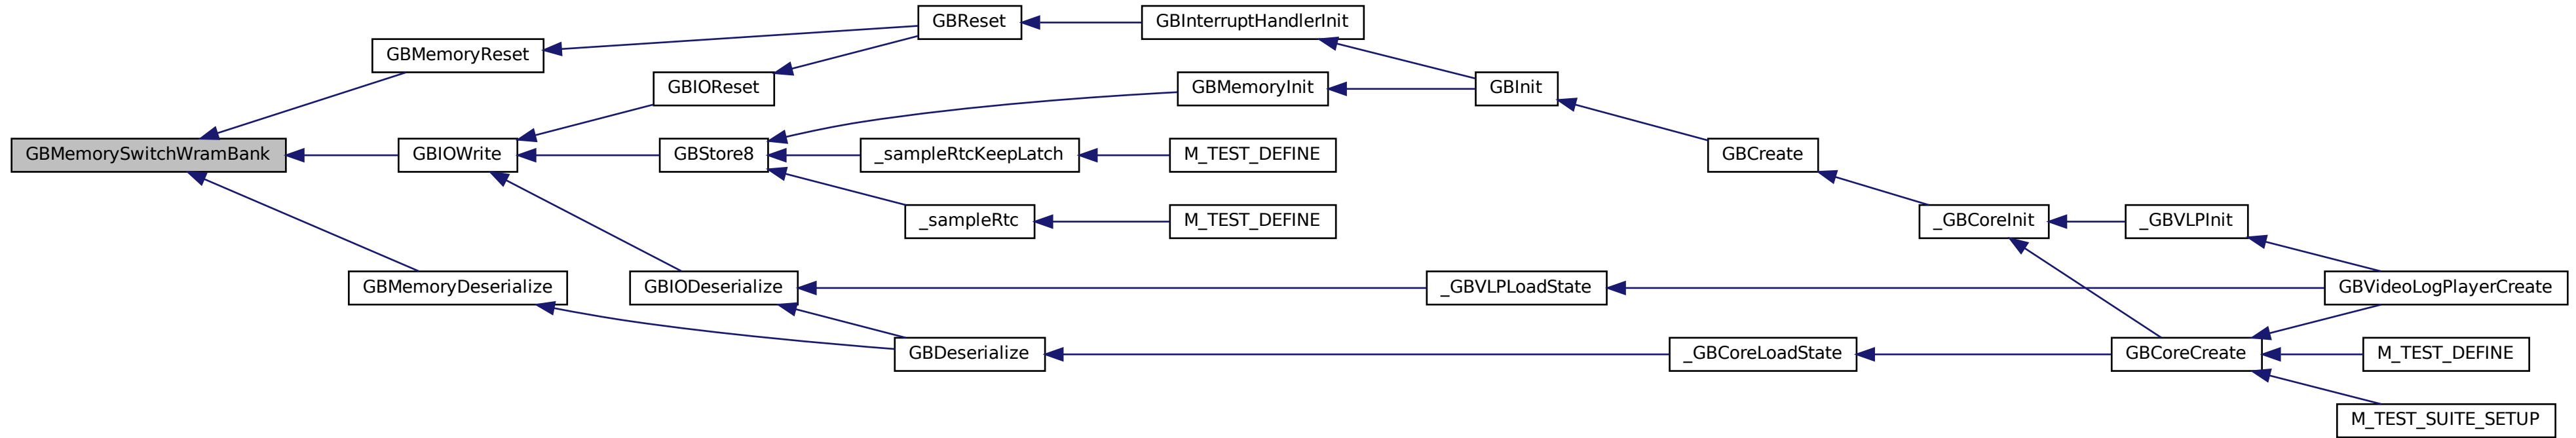 GBReset
GBInterruptHandlerInit
GBMemoryReset
GBIOReset
GBMemoryInit
GBInit
GBMemorySwitchWramBank
GBIOWrite
GBStore8
_sampleRtcKeepLatch
M_TEST_DEFINE
GBCreate
_sampleRtc
M_TEST_DEFINE
_GBCoreInit
_GBVLPInit
GBMemoryDeserialize
GBIODeserialize
_GBVLPLoadState
GBVideoLogPlayerCreate
GBDeserialize
_GBCoreLoadState
GBCoreCreate
M_TEST_DEFINE
M_TEST_SUITE_SETUP